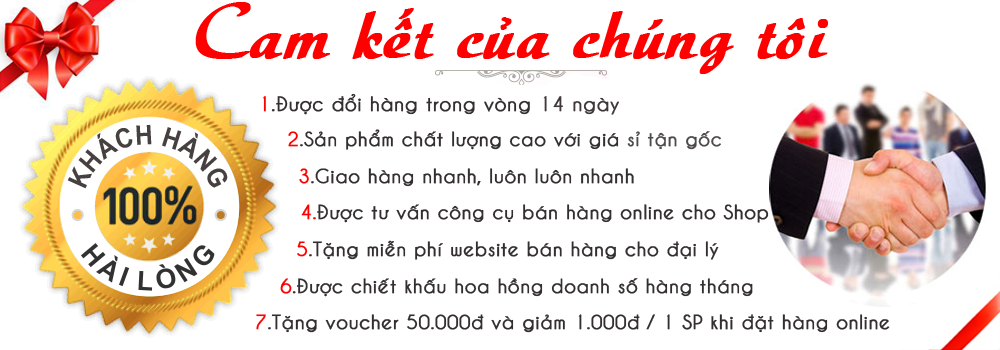 Cam kết của chúng tôi
KHÁCH HÀNG
100%
HÀI LÒNG
1.Được đổi hàng trong vòng 14 ngày
2.Sản phẩm chất lượng cao với giá sỉ tận gốc
3.Giao hàng nhanh, luôn luôn nhanh
4.Được tư vấn công cụ bán hàng online cho Shop
5.Tặng miễn phí website bán hàng cho đại lý
6.Được chiết khấu hoa hồng doanh số hàng tháng
7.Tặng voucher 50.000đ và giảm 1.000đ / 1 SP khi đặt hàng online